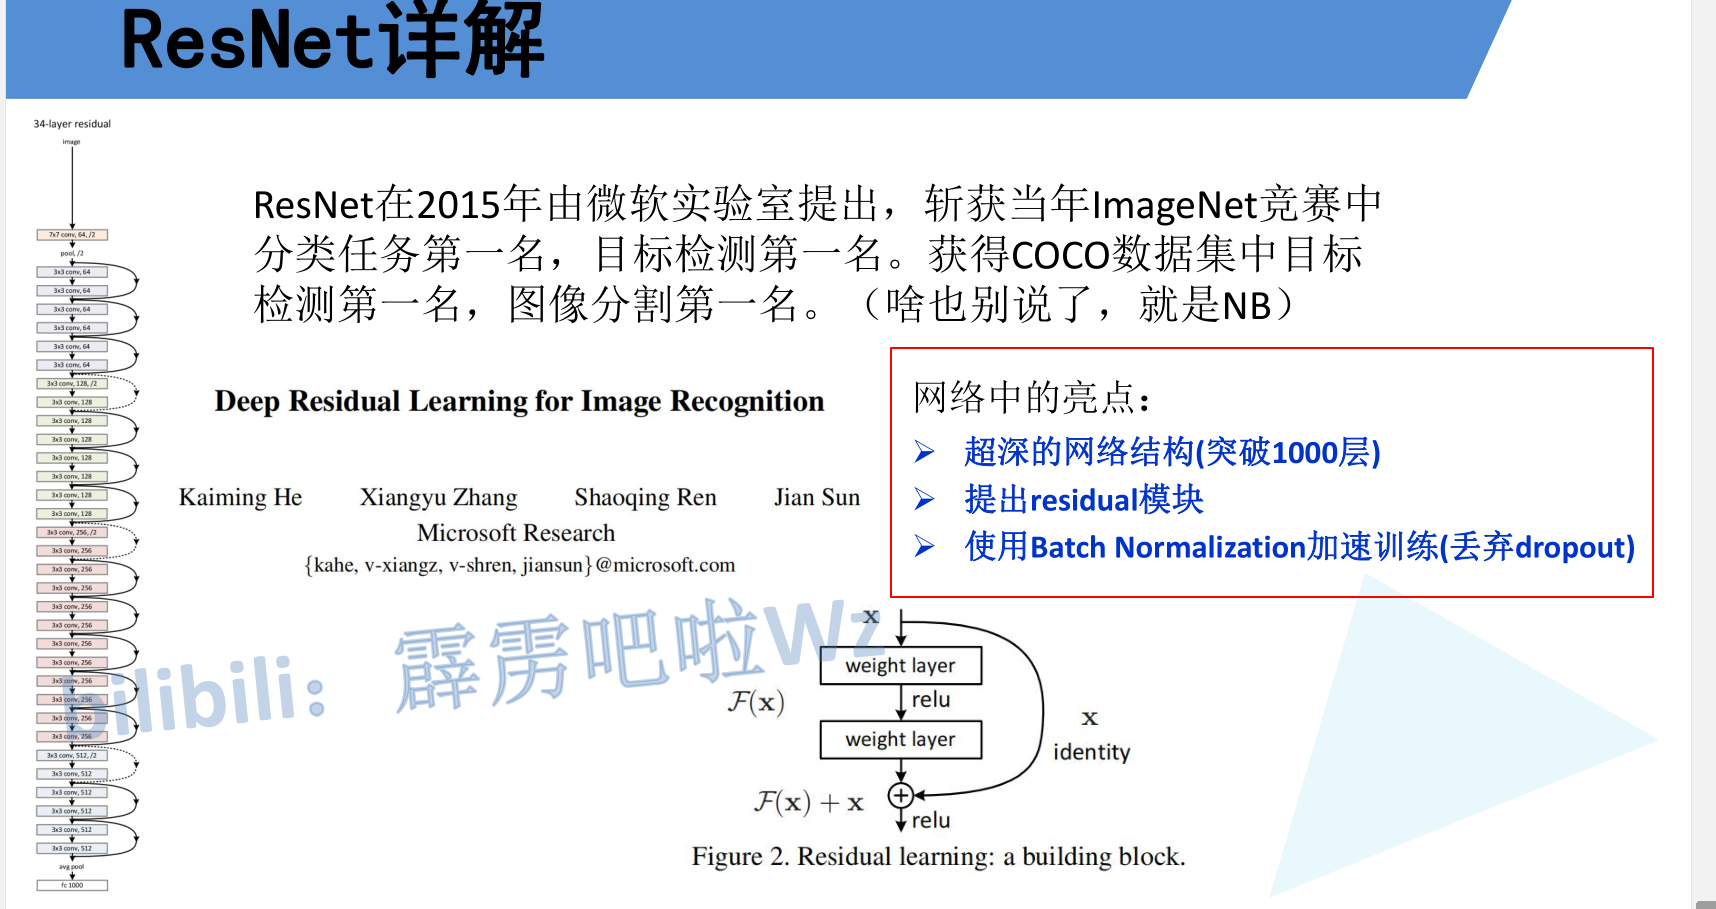 ResNet详解
34-layer residual
image
7x7 conv, 64, /2
pool, /2
3x3 conv, 64
3x3 conv, 64
3x3 conv, 64
3x3 conv, 64
3x3 conv, 64
3x3 conv, 64
3x3 conv, 128, /2
3x3 conv, 128
3x3 conv, 128
3x3 conv, 128
3x3 conv, 128
3x3 conv, 128
3x3 conv, 128
3x3 conv, 128
3x3 conv, 256, /2
3x3 conv, 256
3x3 conv, 256
3x3 conv, 256
3x3 conv, 256
3x3 conv, 256
3x3 conv, 256
3x3 conv, 256
3x3 conv, 256
3x3 conv, 256
3x3 conv, 256
3x3 conv, 256
3x3 conv, 512, /2
3x3 conv, 512
3x3 conv, 512
3x3 conv, 512
3x3 conv, 512
3x3 conv, 512
avg pool
fc 1000
ResNet在2015年由微软实验室提出，斩获当年ImageNet竞赛中
分类任务第一名，目标检测第一名。获得COCO数据集中目标
检测第一名，图像分割第一名。（啥也别说了，就是NB）
Deep Residual Learning for Image Recognition
Kaiming He Xiangyu Zhang Shaoqing Ren Jian Sun
Microsoft Research
{kahe, v-xiangz, v-shren, jiansun}@microsoft.com
网络中的亮点：
➢ 超深的网络结构(突破1000层)
➢ 提出residual模块
➢ 使用Batch Normalization加速训练(丢弃dropout)
bilibili：霹雳吧啦Wz
x
weight layer
F(x)
relu
weight layer
x
identity
F(x) + x
+
relu
Figure 2. Residual learning: a building block.